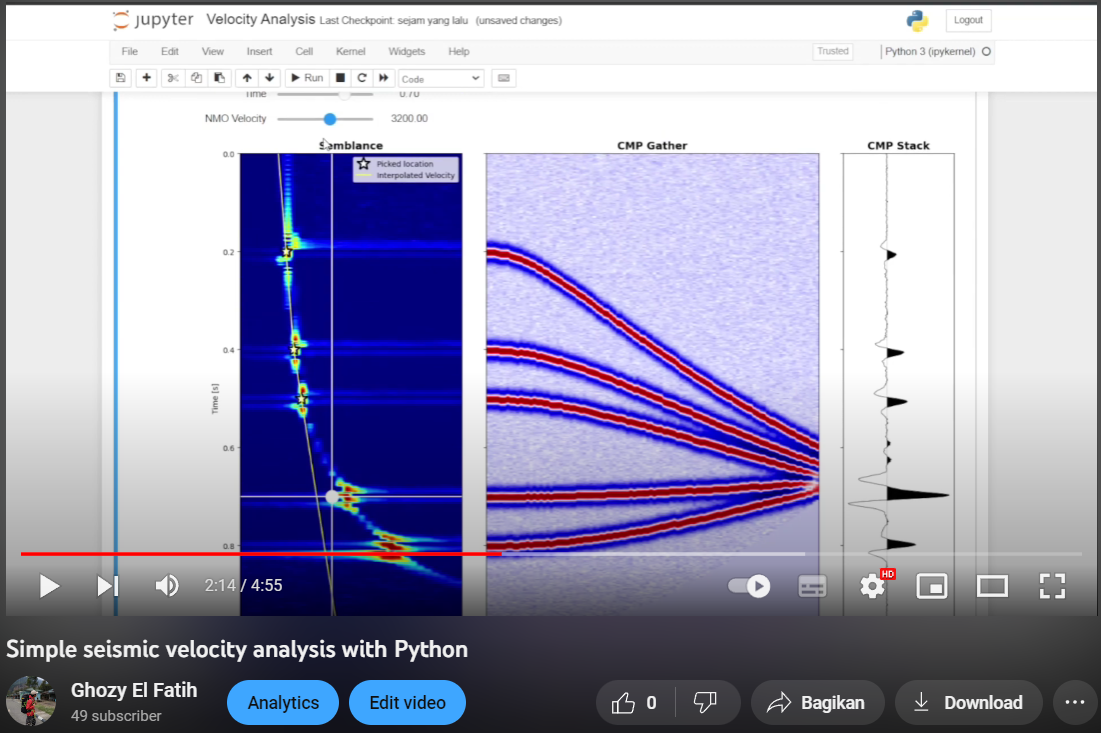 jupyter Velocity Analysis Last Checkpoint: sejam yang lalu (unsaved changes)
Logout
File Edit View Insert Cell Kernel Widgets Help
Trusted
Python 3 (ipykernel)
Run
Code
Time 0.70
NMO Velocity 3200.00
Semblance
CMP Gather
CMP Stack
Picked location
Interpolated Velocity
0.0
0.2
0.4
0.6
0.8
Time [s]
2:14 / 4:55
HD
Simple seismic velocity analysis with Python
Ghozy El Fatih
49 subscriber
Analytics
Edit video
0
Bagikan
Download